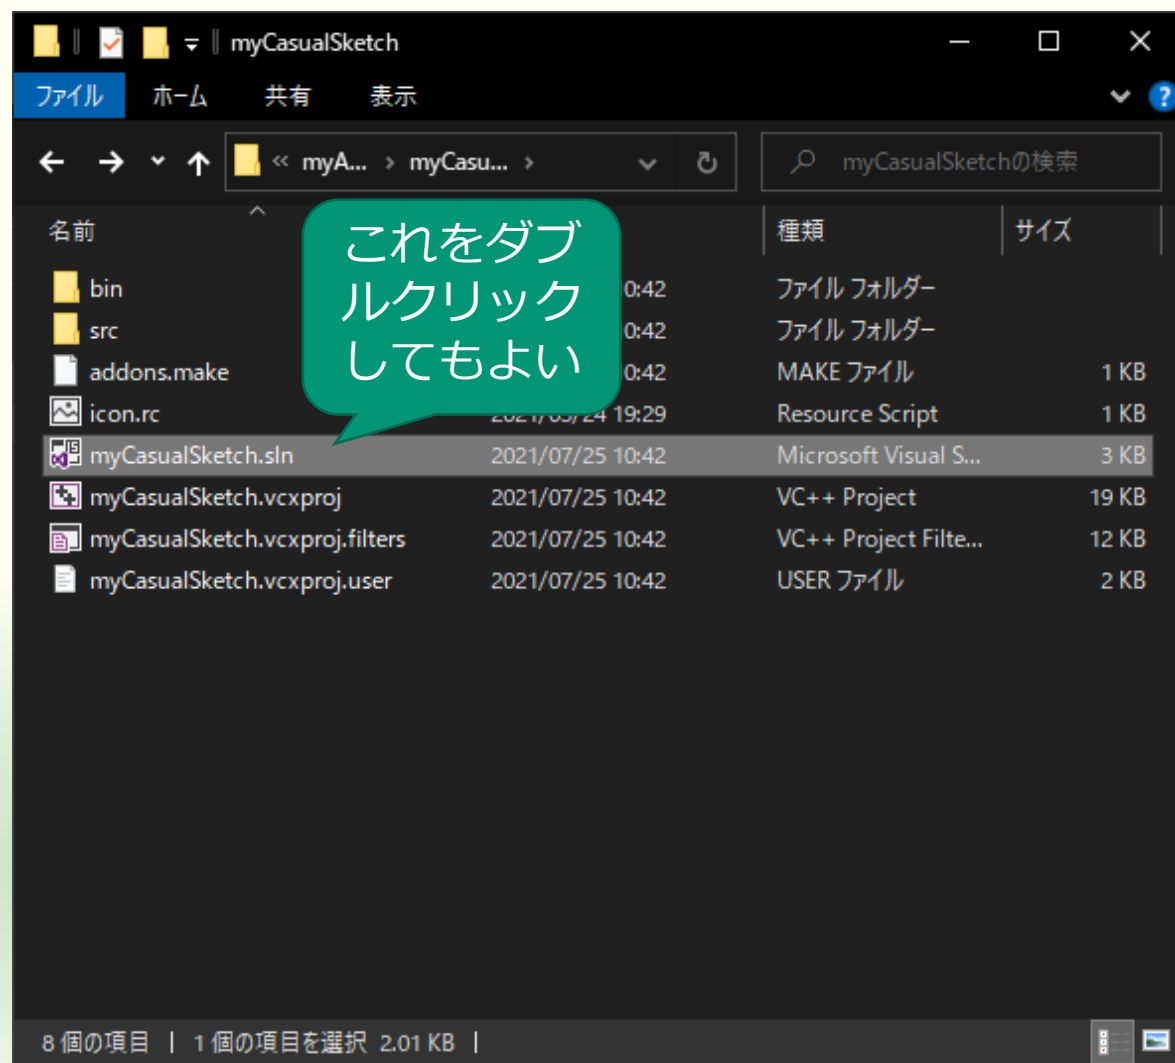 myCasualSketch
ファイル ホーム 共有 表示
« myA... › myCasu... › myCasualSketchの検索
名前 種類 サイズ
これをダブ
ルクリック
してもよい
bin 0:42 ファイル フォルダー
src 0:42 ファイル フォルダー
addons.make 0:42 MAKE ファイル 1 KB
icon.rc 19:29 Resource Script 1 KB
myCasualSketch.sln 2021/07/25 10:42 Microsoft Visual S... 3 KB
myCasualSketch.vcxproj 2021/07/25 10:42 VC++ Project 19 KB
myCasualSketch.vcxproj.filters 2021/07/25 10:42 VC++ Project Filte... 12 KB
myCasualSketch.vcxproj.user 2021/07/25 10:42 USER ファイル 2 KB
8 個の項目 | 1 個の項目を選択 2.01 KB |